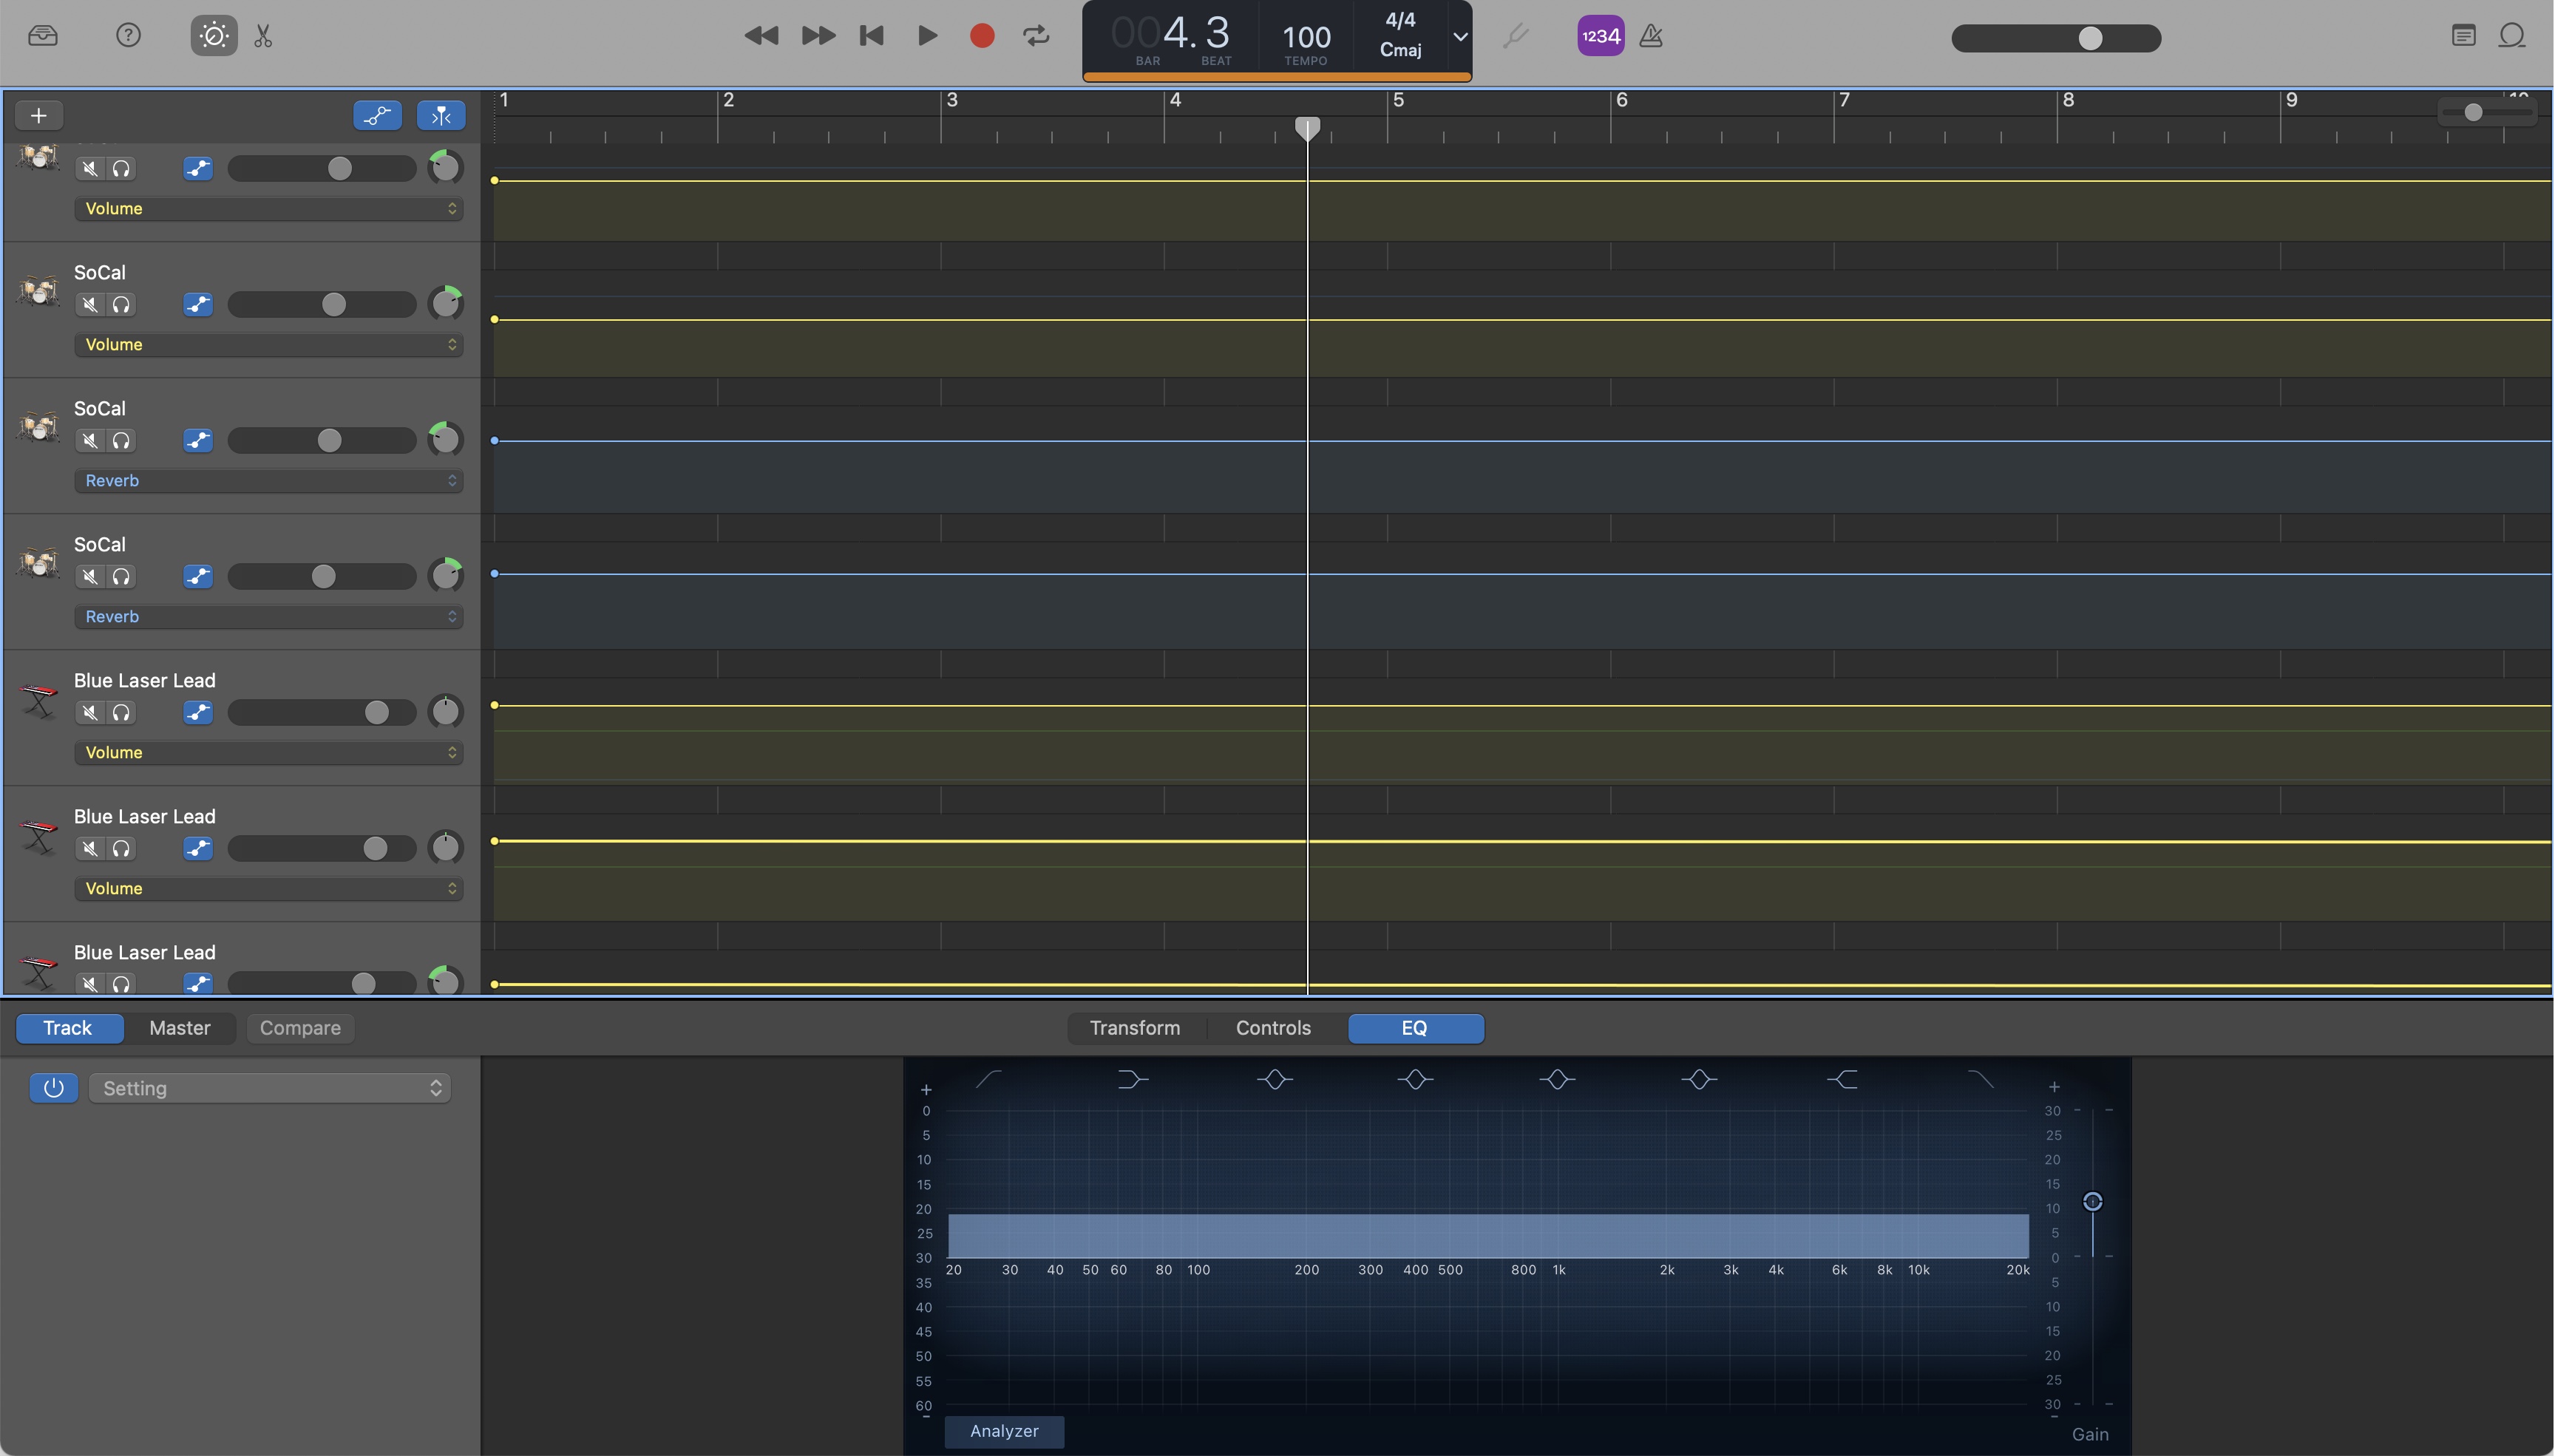 004.3
BAR
BEAT
100
TEMPO
4/4
Cmaj
1234
1
2
3
4
5
6
7
8
9
Volume
SoCal
Volume
SoCal
Reverb
SoCal
Reverb
Blue Laser Lead
Volume
Blue Laser Lead
Volume
Blue Laser Lead
Track
Master
Compare
Transform
Controls
EQ
Setting
+
0
5
10
15
20
25
30
35
40
45
50
55
60
-
20 30 40 50 60 80 100 200 300 400 500 800 1k 2k 3k 4k 6k 8k 10k 20k
+
30
25
20
15
10
5
0
5
10
15
20
25
30
-
Analyzer
Gain